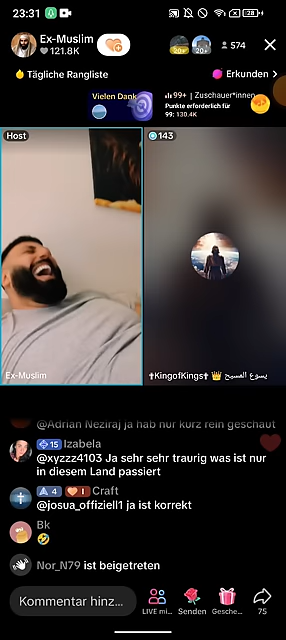 23:31
28
Ex-Muslim
121.8K
20+
20+
574
Tägliche Rangliste
Erkunden >
Vielen Dank
99+ | Zuschauer*innen
Punkte erforderlich für
99: 130.4K
Host
143
Ex-Muslim
✝KingofKings✝ 👑 يسوع المسيح
@Adrian Neziraj ja hab nur kurz rein geschaut
15 Izabela
@xyzzz4103 Ja sehr sehr traurig was ist nur
in diesem Land passiert
4 I Craft
@josua_offiziell1 ja ist korrekt
Bk
🤣
Nor_N79 ist beigetreten
Kommentar hinz...
LIVE mi...
Senden
Gesche...
75